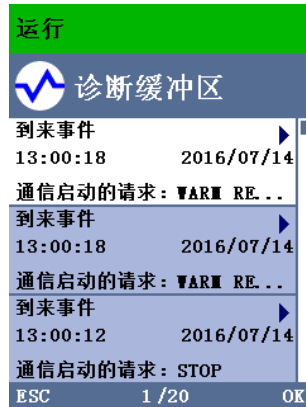 运行
诊断缓冲区
到来事件
13:00:18 2016/07/14
通信启动的请求: WARM RE...
到来事件
13:00:18 2016/07/14
通信启动的请求: WARM RE...
到来事件
13:00:12 2016/07/14
通信启动的请求: STOP
ESC 1/20 OK